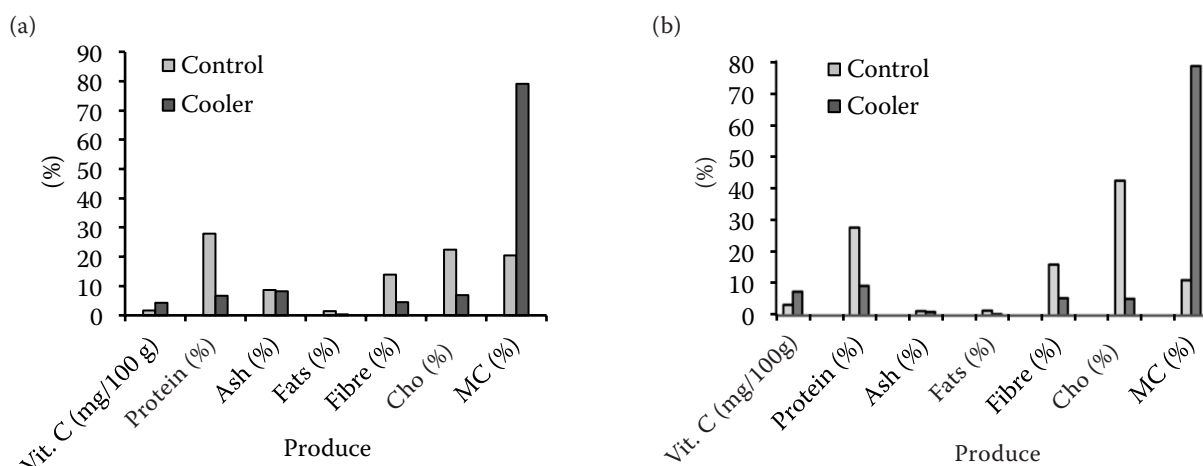 (a)
90
80
70
60
50
40
30
20
10
0
(%)
Control
Cooler
Vit. C (mg/100 g)
Protein (%)
Ash (%)
Fats (%)
Fibre (%)
Cho (%)
MC (%)
Produce
(b)
80
70
60
50
40
30
20
10
0
(%)
Control
Cooler
Vit. C (mg/100g)
Protein (%)
Ash (%)
Fats (%)
Fibre (%)
Cho (%)
MC (%)
Produce